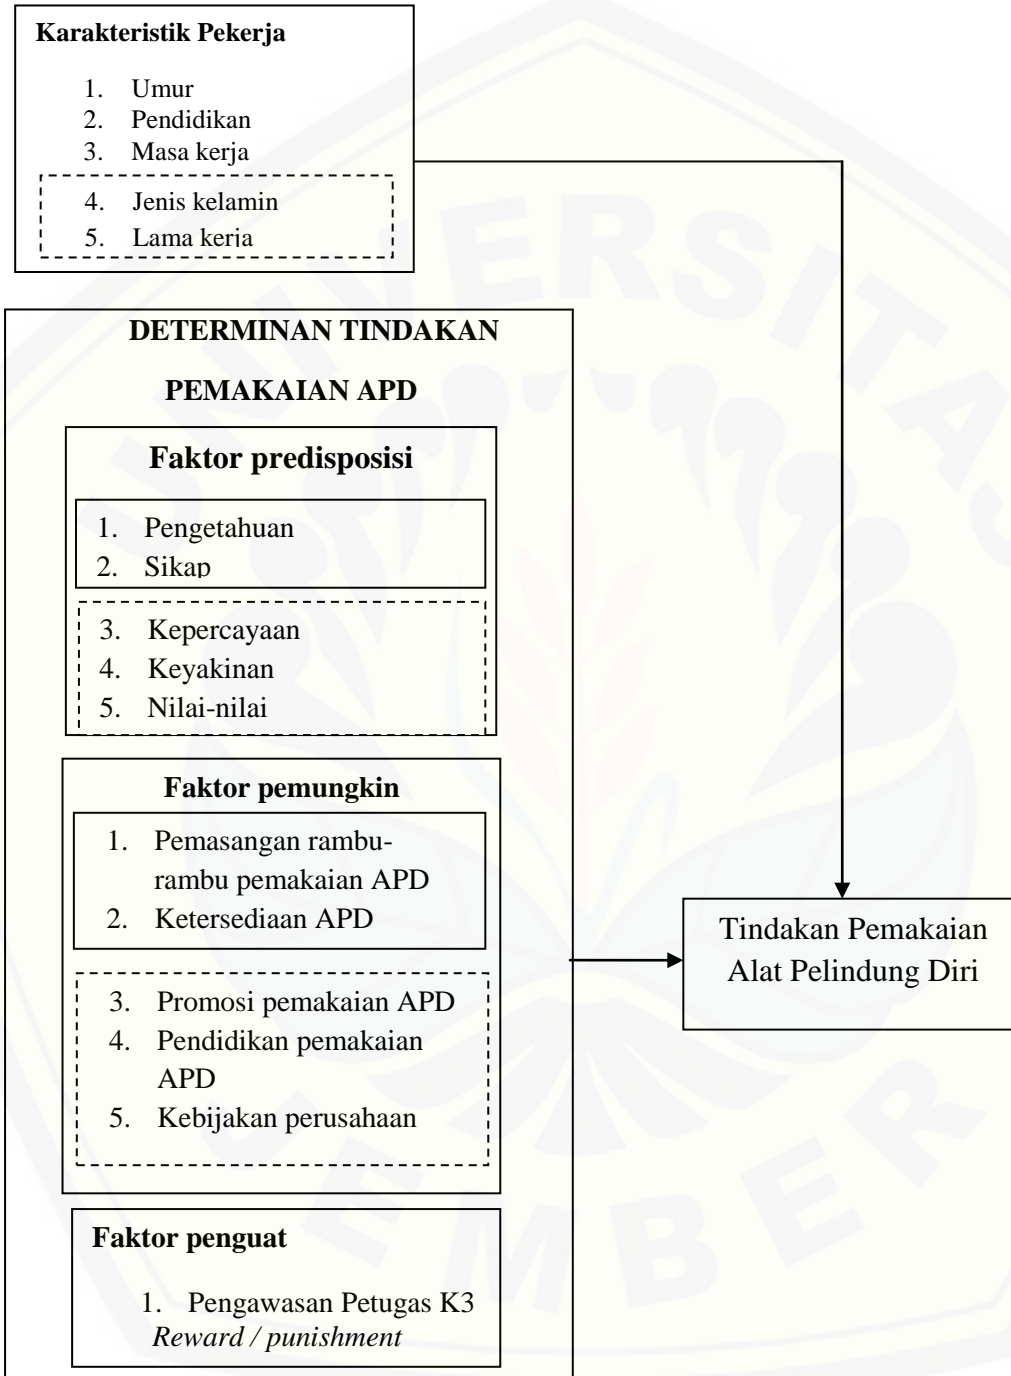 Karakteristik Pekerja
1. Umur
2. Pendidikan
3. Masa kerja
4. Jenis kelamin
5. Lama kerja
DETERMINAN TINDAKAN
PEMAKAIAN APD
Faktor predisposisi
1. Pengetahuan
2. Sikap
3. Kepercayaan
4. Keyakinan
5. Nilai-nilai
Faktor pemungkin
1. Pemasangan rambu-
rambu pemakaian APD
2. Ketersediaan APD
3. Promosi pemakaian APD
4. Pendidikan pemakaian
APD
5. Kebijakan perusahaan
Faktor penguat
1. Pengawasan Petugas K3
Reward / punishment
Tindakan Pemakaian
Alat Pelindung Diri
UNIVERSITAS
JEMBER